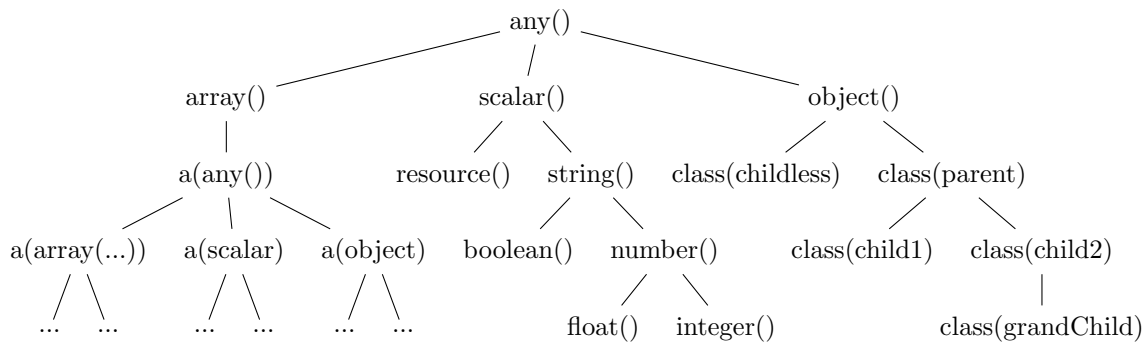 any()
array() scalar() object()
a(any()) resource() string() class(childless) class(parent)
a(array(...)) a(scalar) a(object) boolean() number() class(child1) class(child2)
... ... ... ... ... ... float() integer() class(grandChild)